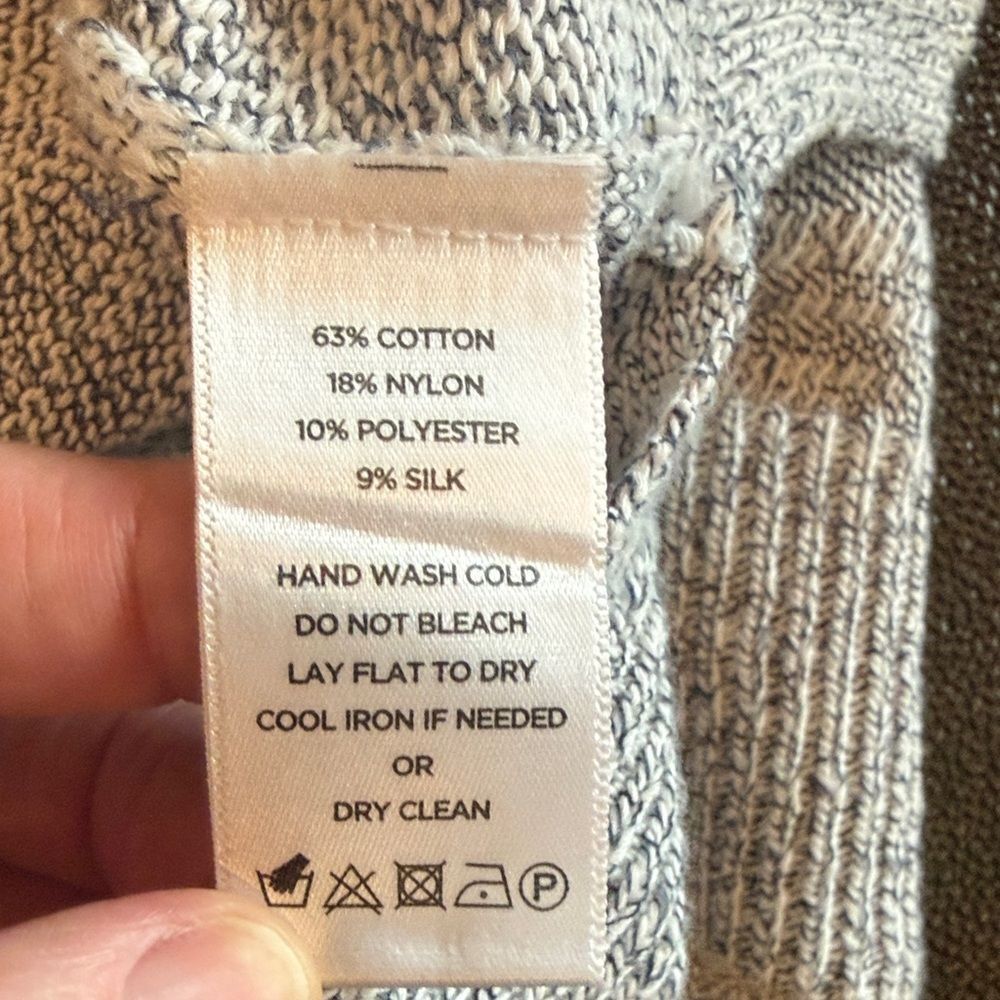 63% COTTON
18% NYLON
10% POLYESTER
9% SILK
HAND WASH COLD
DO NOT BLEACH
LAY FLAT TO DRY
COOL IRON IF NEEDED
OR
DRY CLEAN
P